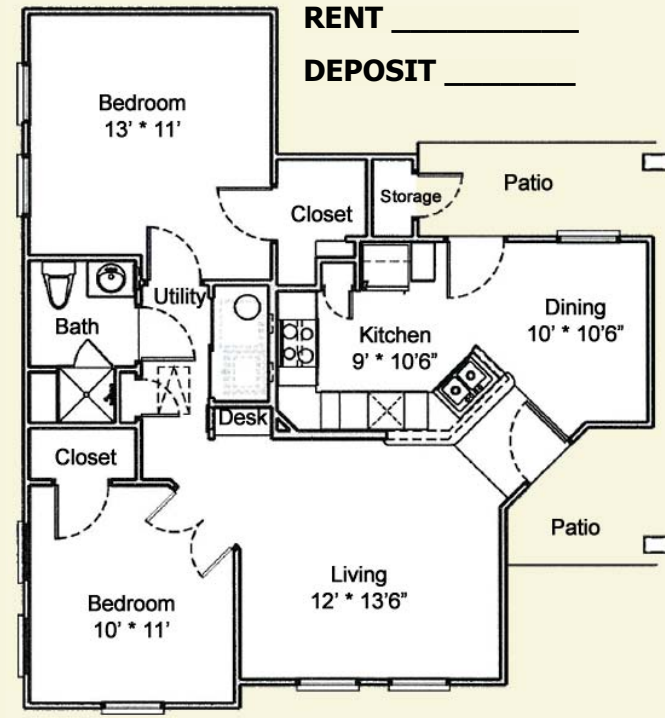 RENT ___________
DEPOSIT ________
Bedroom
13' * 11'
Closet
Storage
Patio
Utility
Bath
Kitchen
9' * 10'6"
Dining
10' * 10'6"
Desk
Closet
Patio
Living
12' * 13'6"
Bedroom
10' * 11'